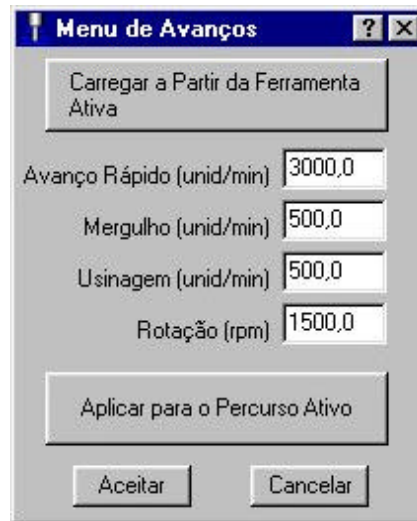 Menu de Avanços
Carregar a Partir da Ferramenta
Ativa
Avanço Rápido (unid/min) 3000,0
Mergulho (unid/min) 500,0
Usinagem (unid/min) 500,0
Rotação (rpm) 1500,0
Aplicar para o Percurso Ativo
Aceitar Cancelar